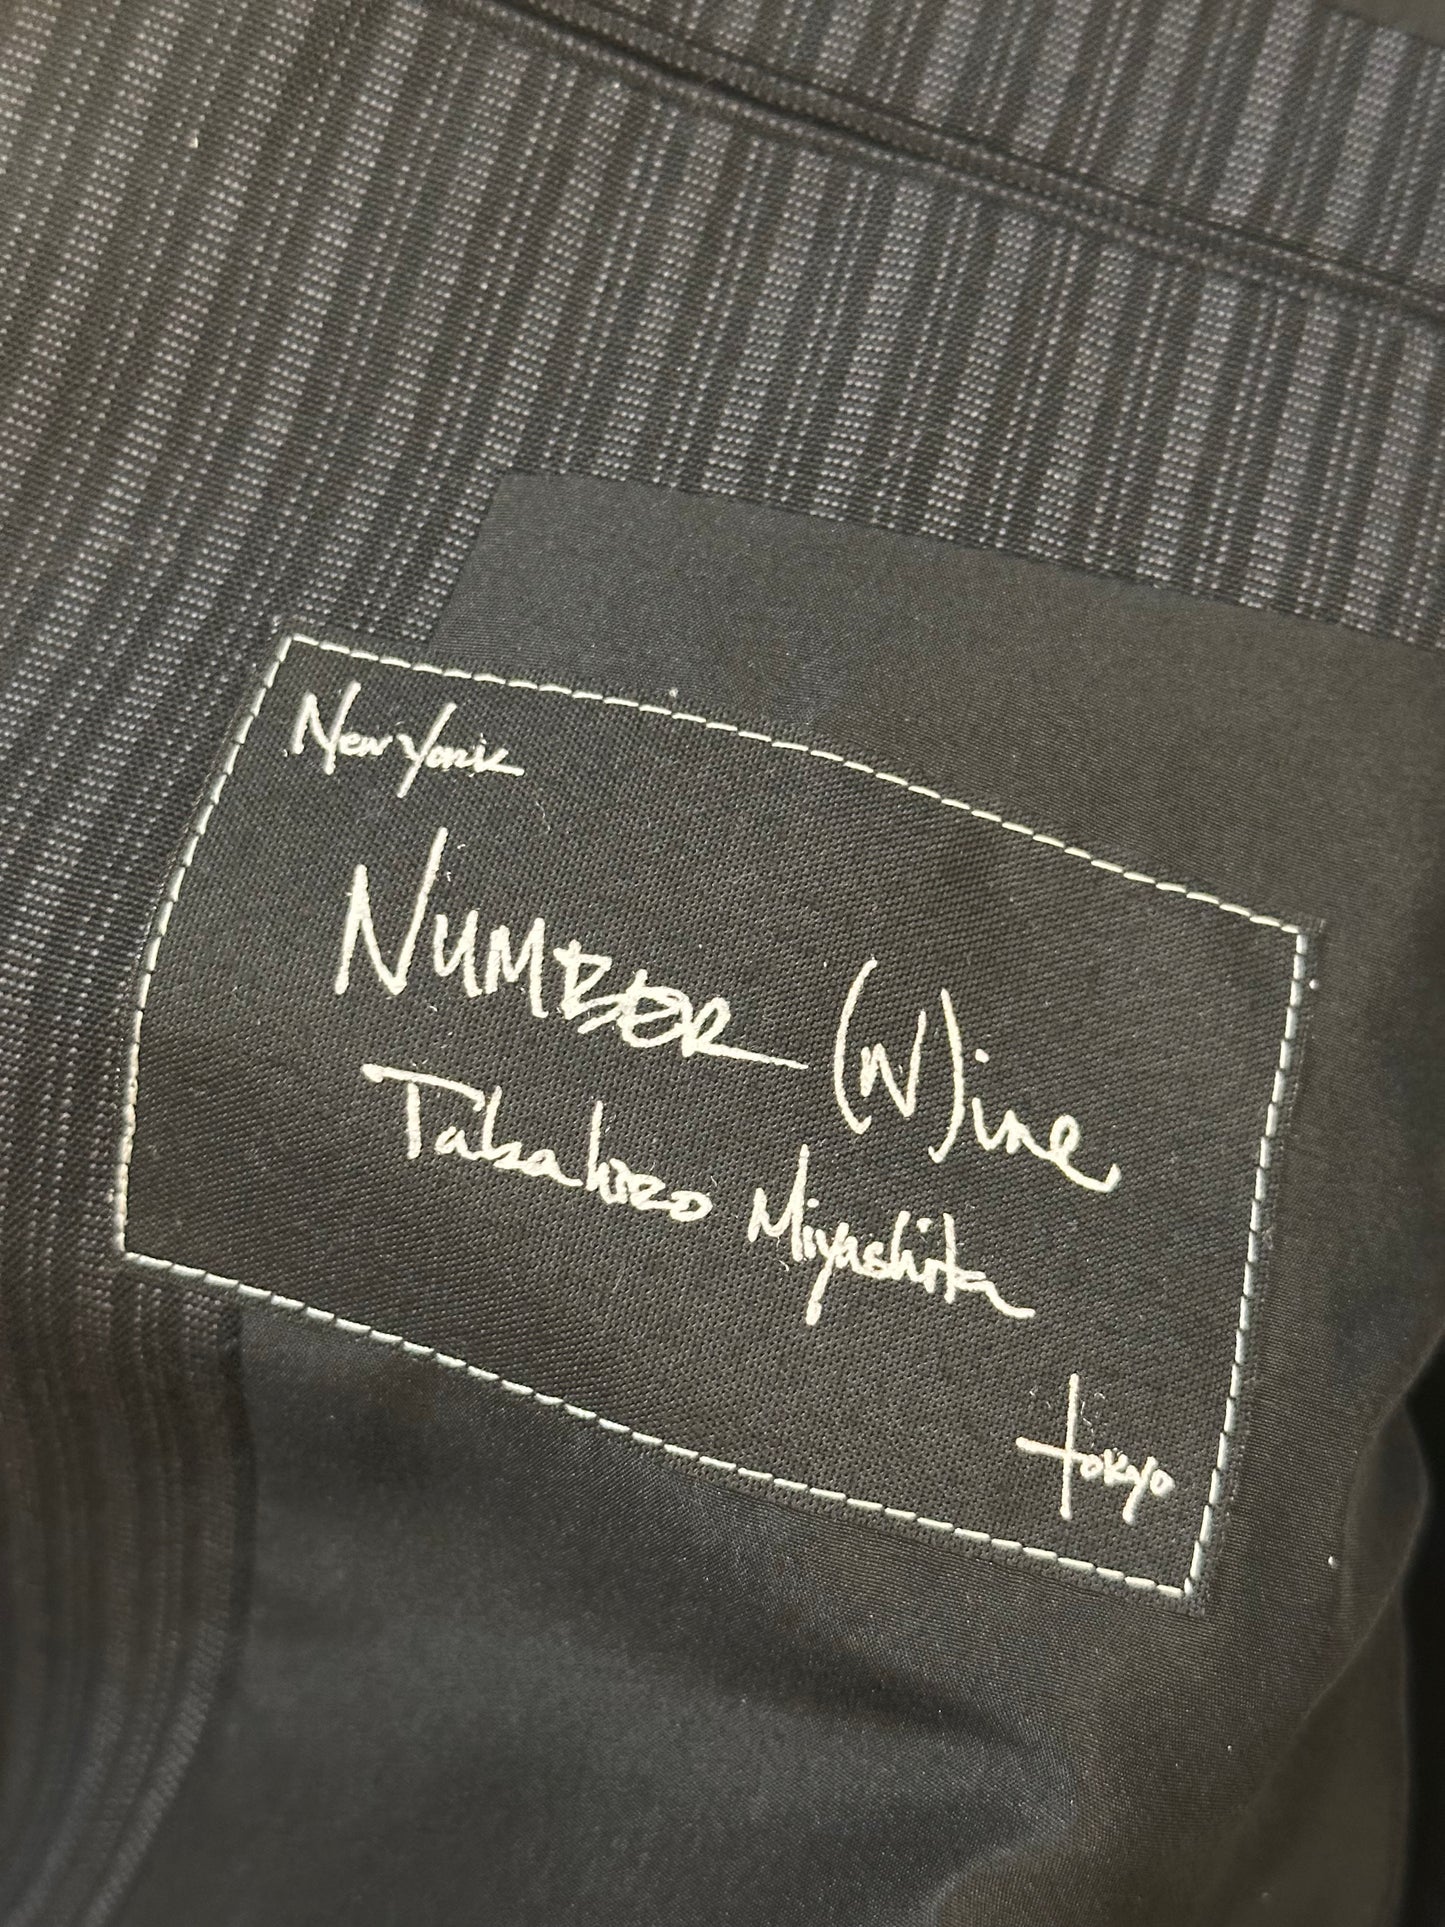 New York
NUMBER (N)ine
Takahiro Miyashita
tokyo